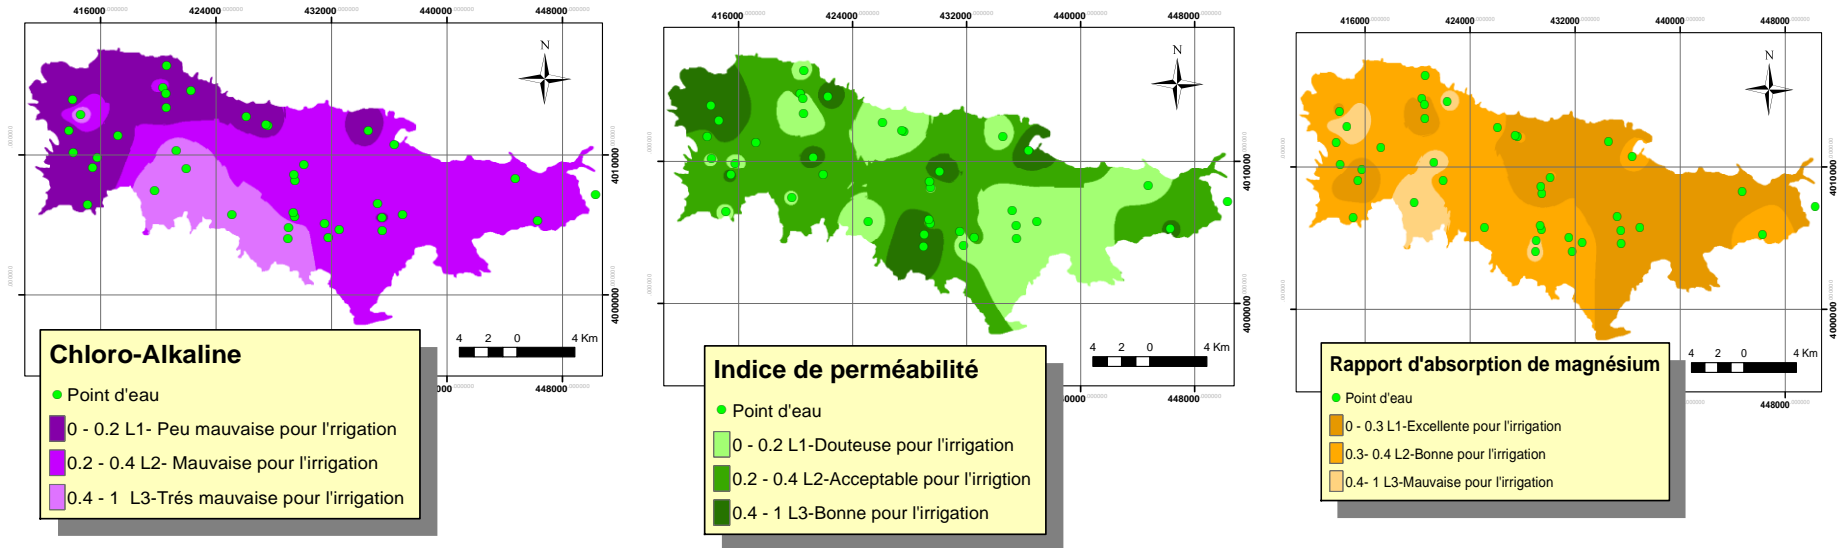 416000 424000 432000 440000 448000
N
4010000
4000000
4 2 0 4 Km
440000 448000
Chloro-Alkaline
Point d'eau
0 - 0.2 L1- Peu mauvaise pour l'rrigation
0.2 - 0.4 L2- Mauvaise pour l'irrigation
0.4 - 1 L3-Trés mauvaise pour l'irrigation
416000 424000 432000 440000 448000
N
4010000
4000000
4 2 0 4 Km
448000
Indice de perméabilité
Point d'eau
0 - 0.2 L1-Douteuse pour l'irrigation
0.2 - 0.4 L2-Acceptable pour l'irrigtion
0.4 - 1 L3-Bonne pour l'irrigation
416000 424000 432000 440000 448000
N
4010000
4000000
4 2 0 4 Km
448000
Rapport d'absorption de magnésium
Point d'eau
0 - 0.3 L1-Excellente pour l'irrigation
0.3- 0.4 L2-Bonne pour l'irrigation
0.4- 1 L3-Mauvaise pour l'irrigtion